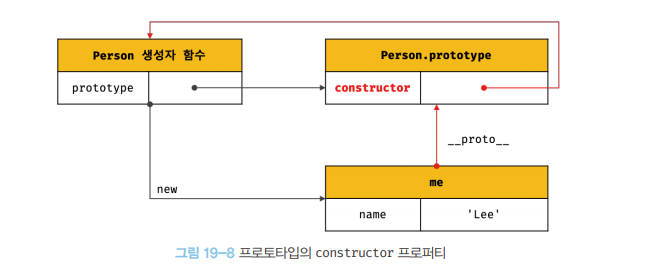 Person 생성자 함수
Person.prototype
prototype
constructor
__proto__
new
me
name
'Lee'
그림 19-8 프로토타입의 constructor 프로퍼티